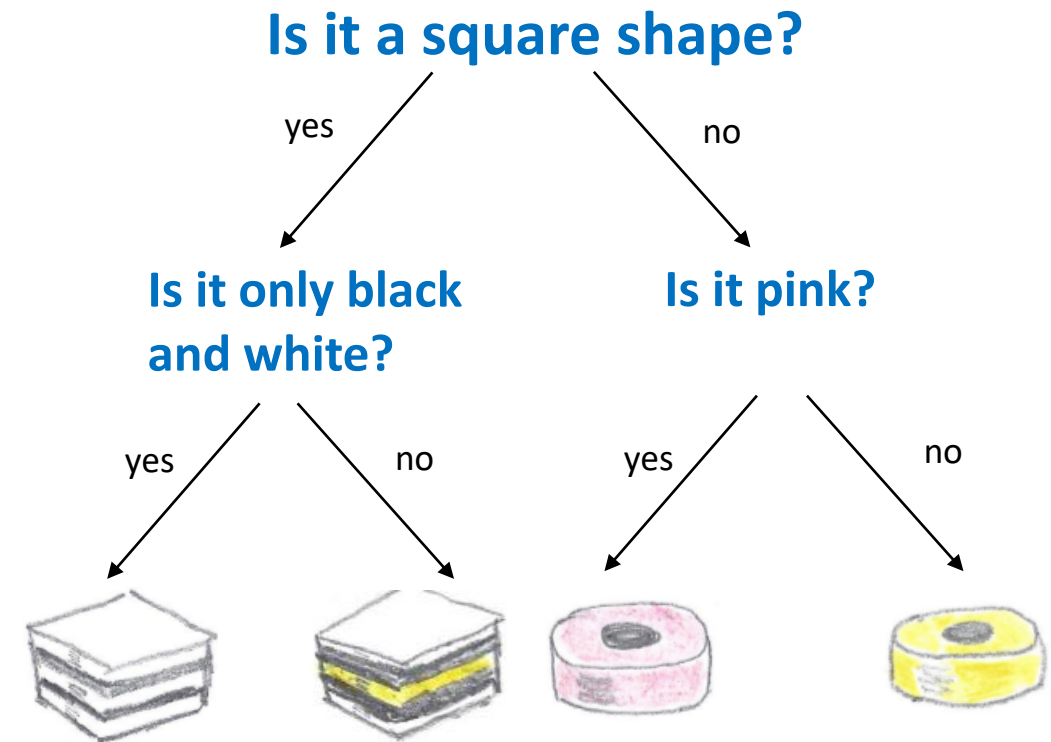 Is it a square shape?
yes
no
Is it only black
and white?
Is it pink?
yes
no
yes
no